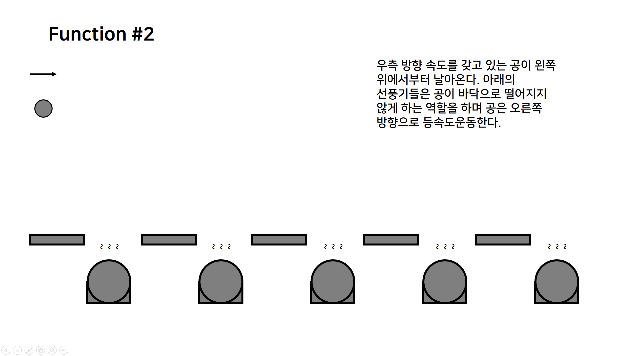 Function #2
우측 방향 속도를 갖고 있는 공이 왼쪽
위에서부터 날아온다. 아래의
선풍기들은 공이 바닥으로 떨어지지
않게 하는 역할을 하며 공은 오른쪽
방향으로 등속도운동한다.